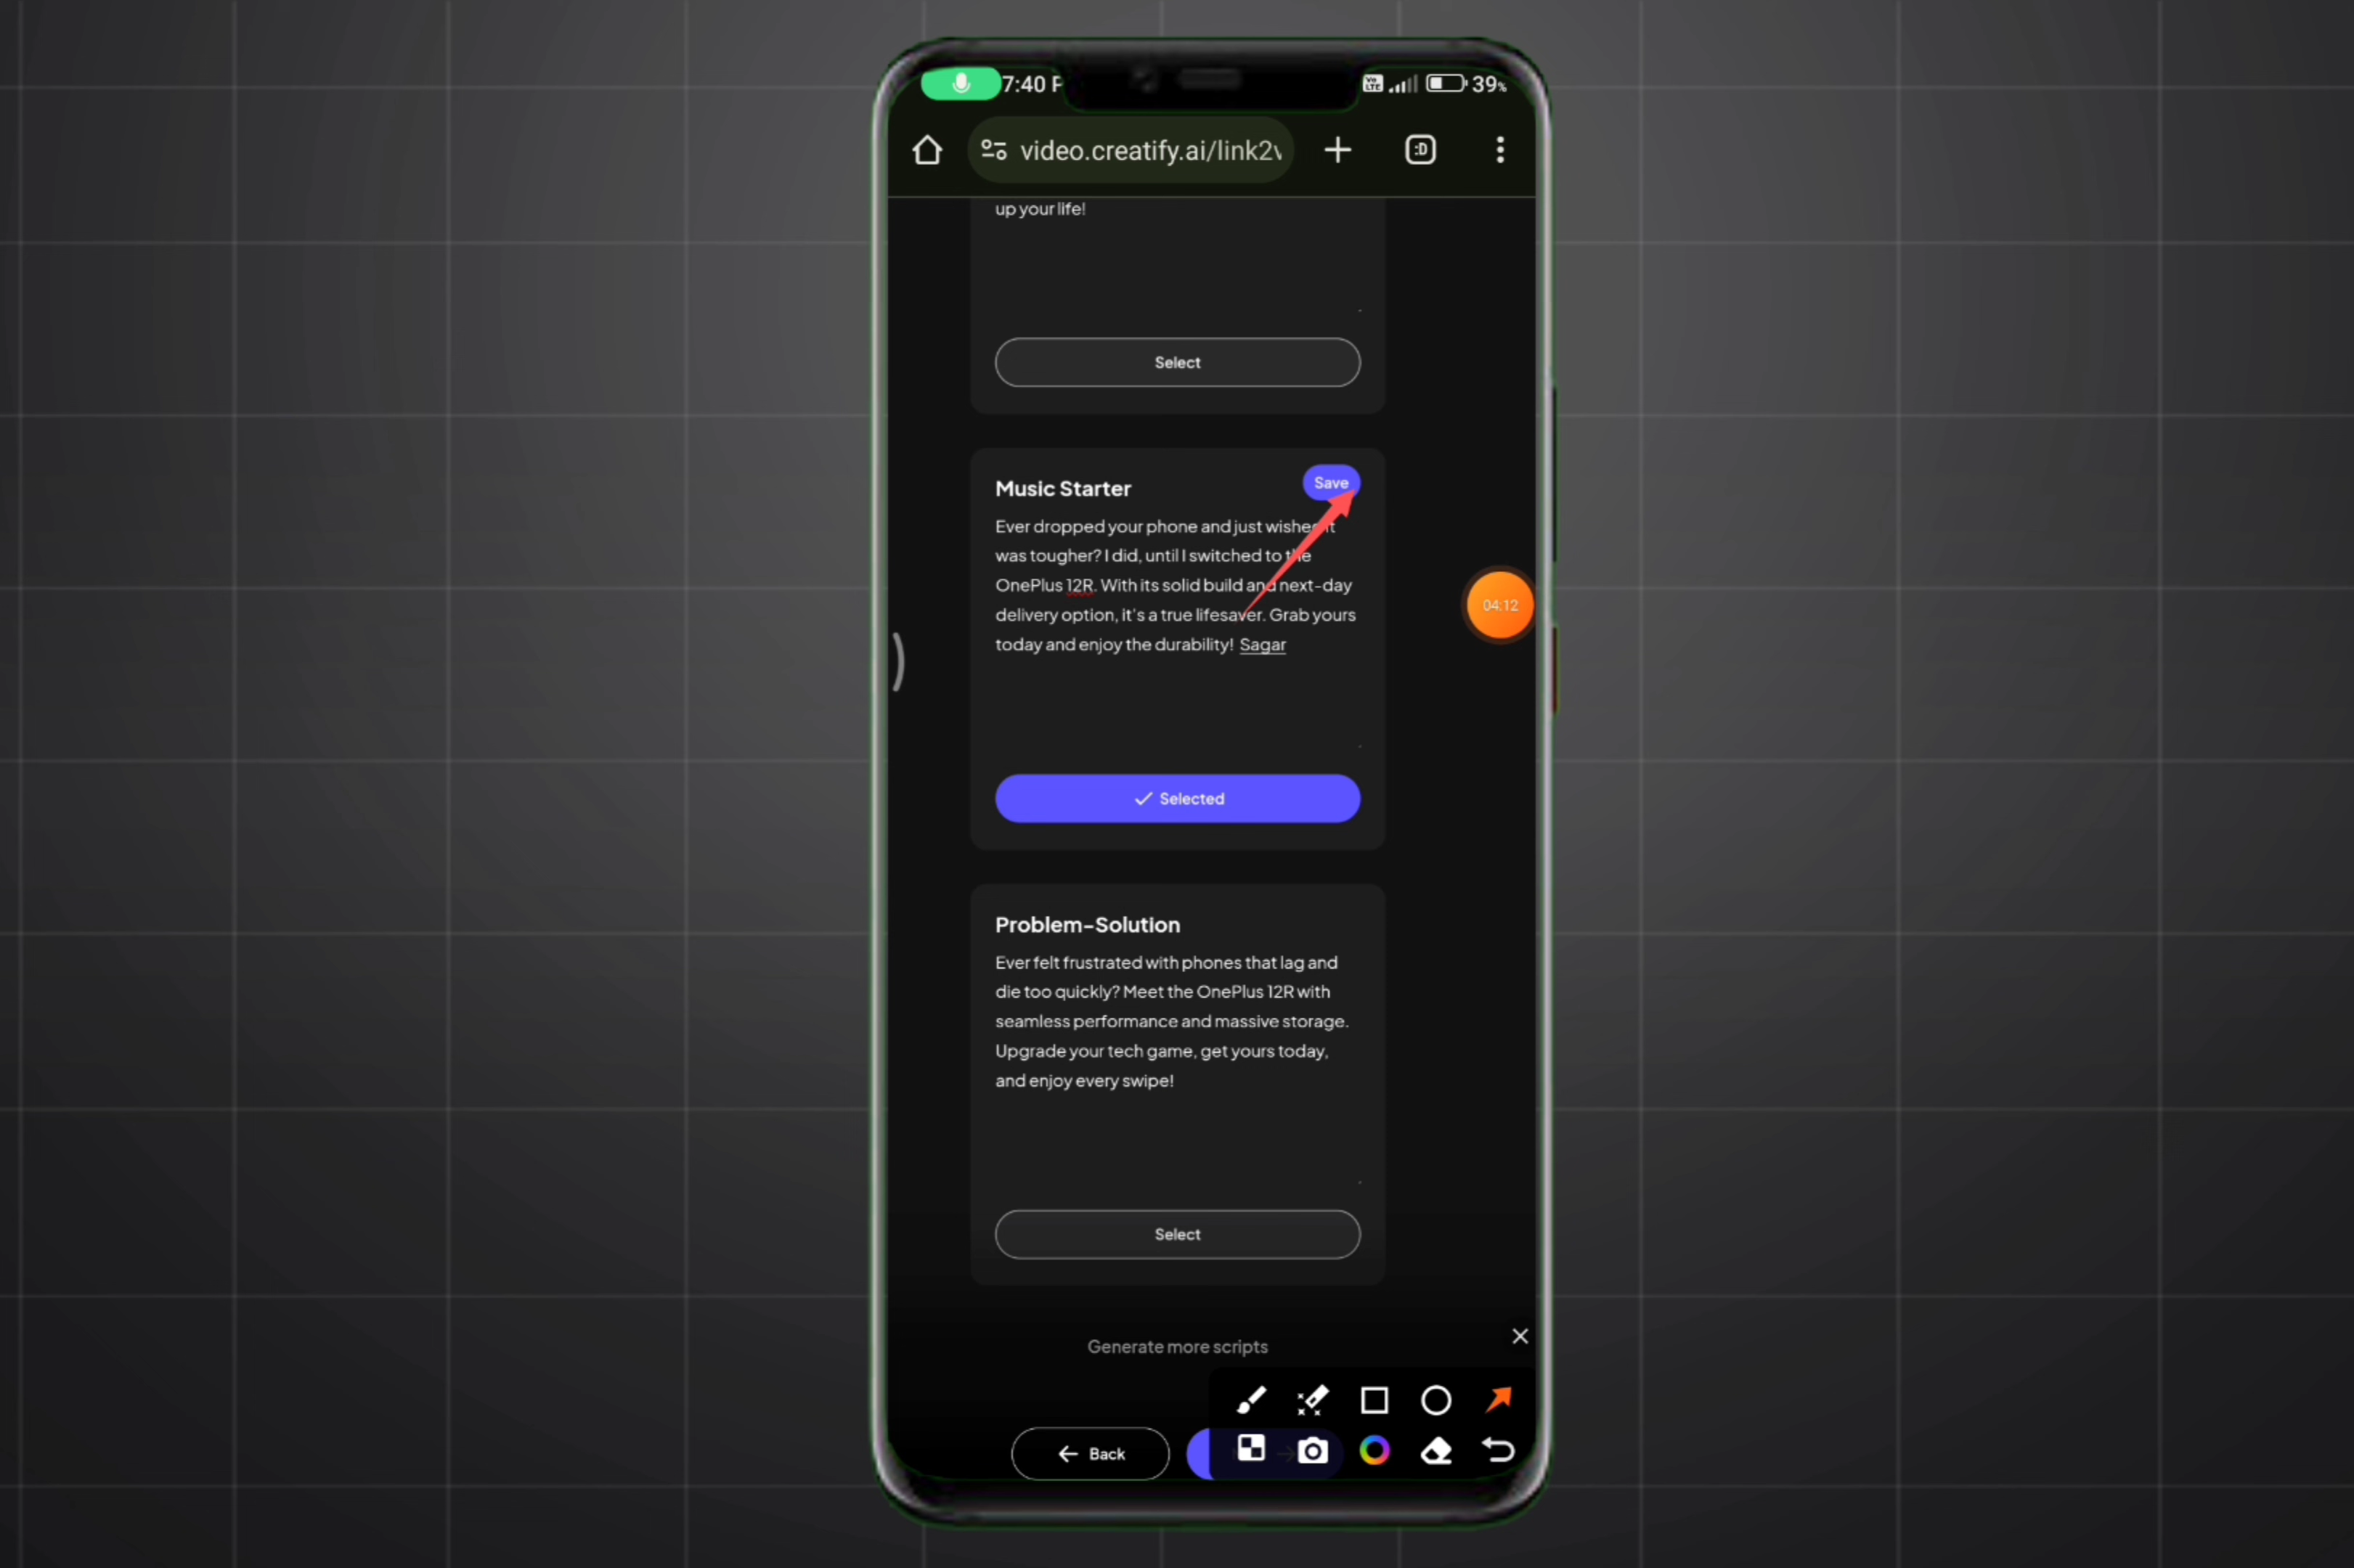 7:40 P
Vo
LTE
39%
video.creatify.ai/link2v
:D
up your life!
Select
Music Starter
Save
Ever dropped your phone and just wished it
was tougher? I did, until I switched to the
OnePlus 12R. With its solid build and next-day
delivery option, it's a true lifesaver. Grab yours
today and enjoy the durability! Sagar
04:12
Selected
Problem-Solution
Ever felt frustrated with phones that lag and
die too quickly? Meet the OnePlus 12R with
seamless performance and massive storage.
Upgrade your tech game, get yours today,
and enjoy every swipe!
Select
Generate more scripts
Back